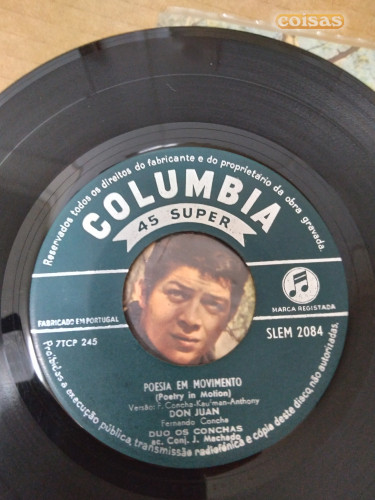 coisas
Reservados todos os direitos do fabricante e do proprietário da obra gravada.
COLUMBIA
45 SUPER
MARCA REGISTADA
FABRICADO EM PORTUGAL
7TCP 245
SLEM 2084
POESIA EM MOVIMENTO
(Poetry in Motion)
Versão: F. Concha-Kaufman-Anthony
DON JUAN
Fernando Concha
DUO OS CONCHAS
ac. Conj. J. Machado
Proibidas a execução pública, transmissão radiofónica e cópia deste disco, não autorizadas.